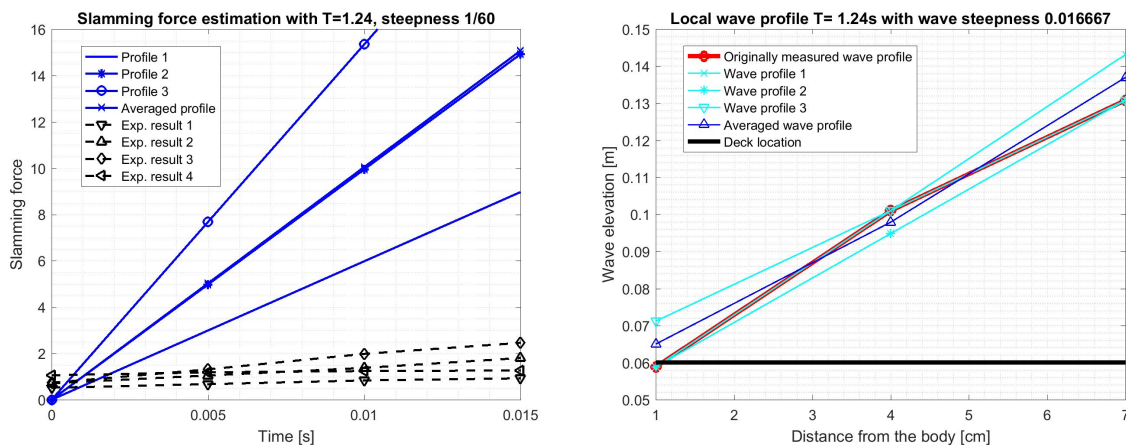 Slamming force estimation with T=1.24, steepness 1/60
16
14
12
10
8
6
4
2
0
Slamming force
Profile 1
Profile 2
Profile 3
Averaged profile
Exp. result 1
Exp. result 2
Exp. result 3
Exp. result 4
0
0.005
0.01
0.015
Time [s]
Local wave profile T= 1.24s with wave steepness 0.016667
0.15
0.14
0.13
0.12
0.11
0.1
0.09
0.08
0.07
0.06
0.05
Wave elevation [m]
Originally measured wave profile
Wave profile 1
Wave profile 2
Wave profile 3
Averaged wave profile
Deck location
1
2
3
4
5
6
7
Distance from the body [cm]